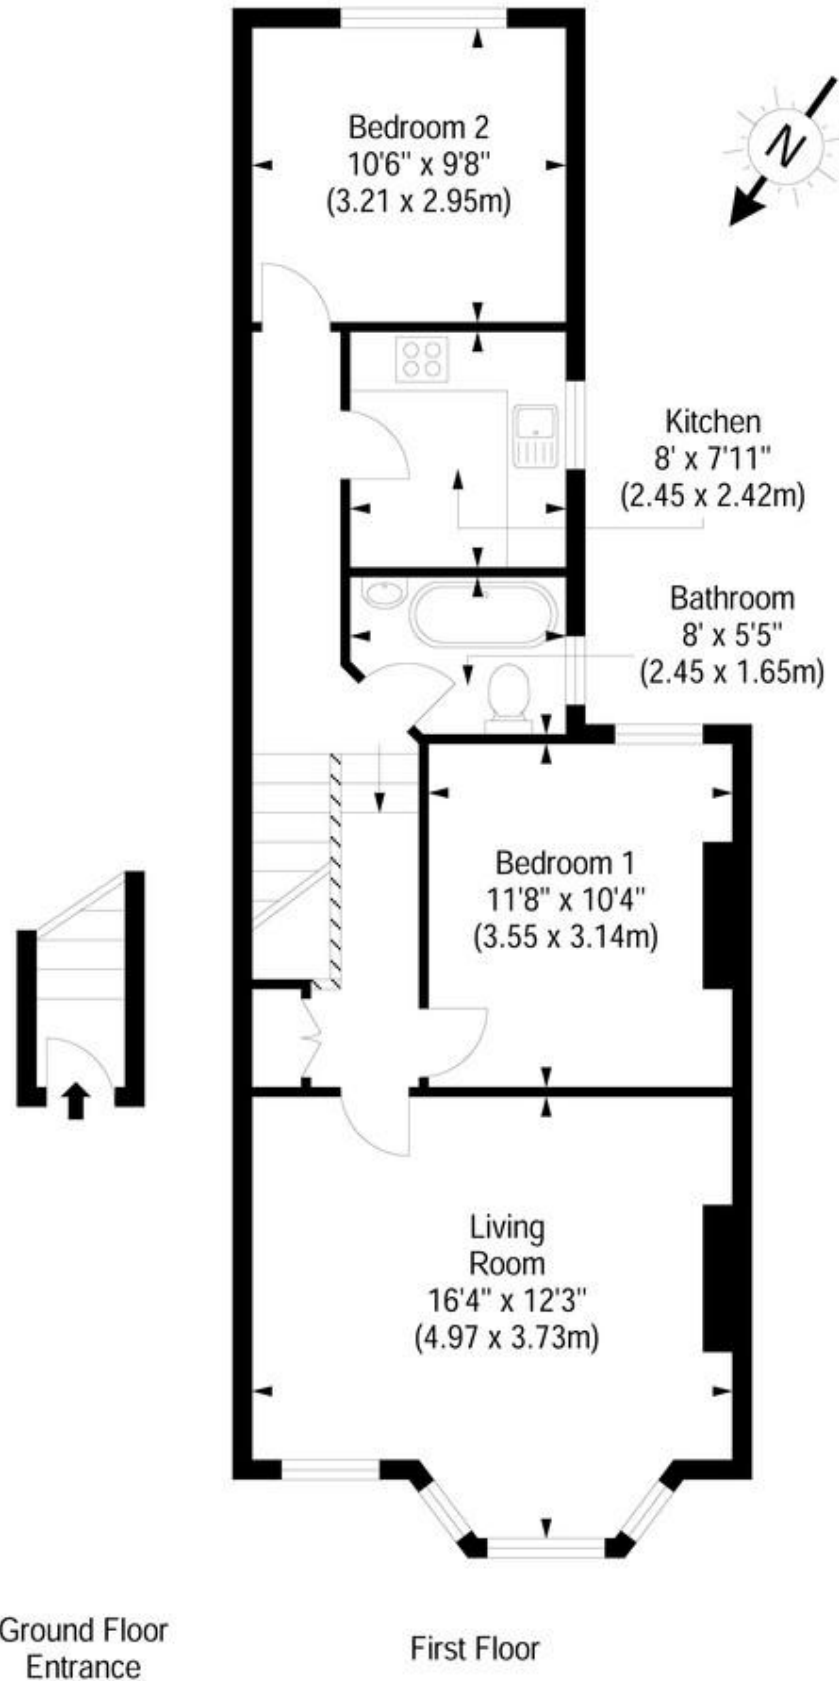 Bedroom 2
10'6" x 9'8"
(3.21 x 2.95m)
N
Kitchen
8' x 7'11"
(2.45 x 2.42m)
Bathroom
8' x 5'5"
(2.45 x 1.65m)
Bedroom 1
11'8" x 10'4"
(3.55 x 3.14m)
Living
Room
16'4" x 12'3"
(4.97 x 3.73m)
Ground Floor
Entrance
First Floor